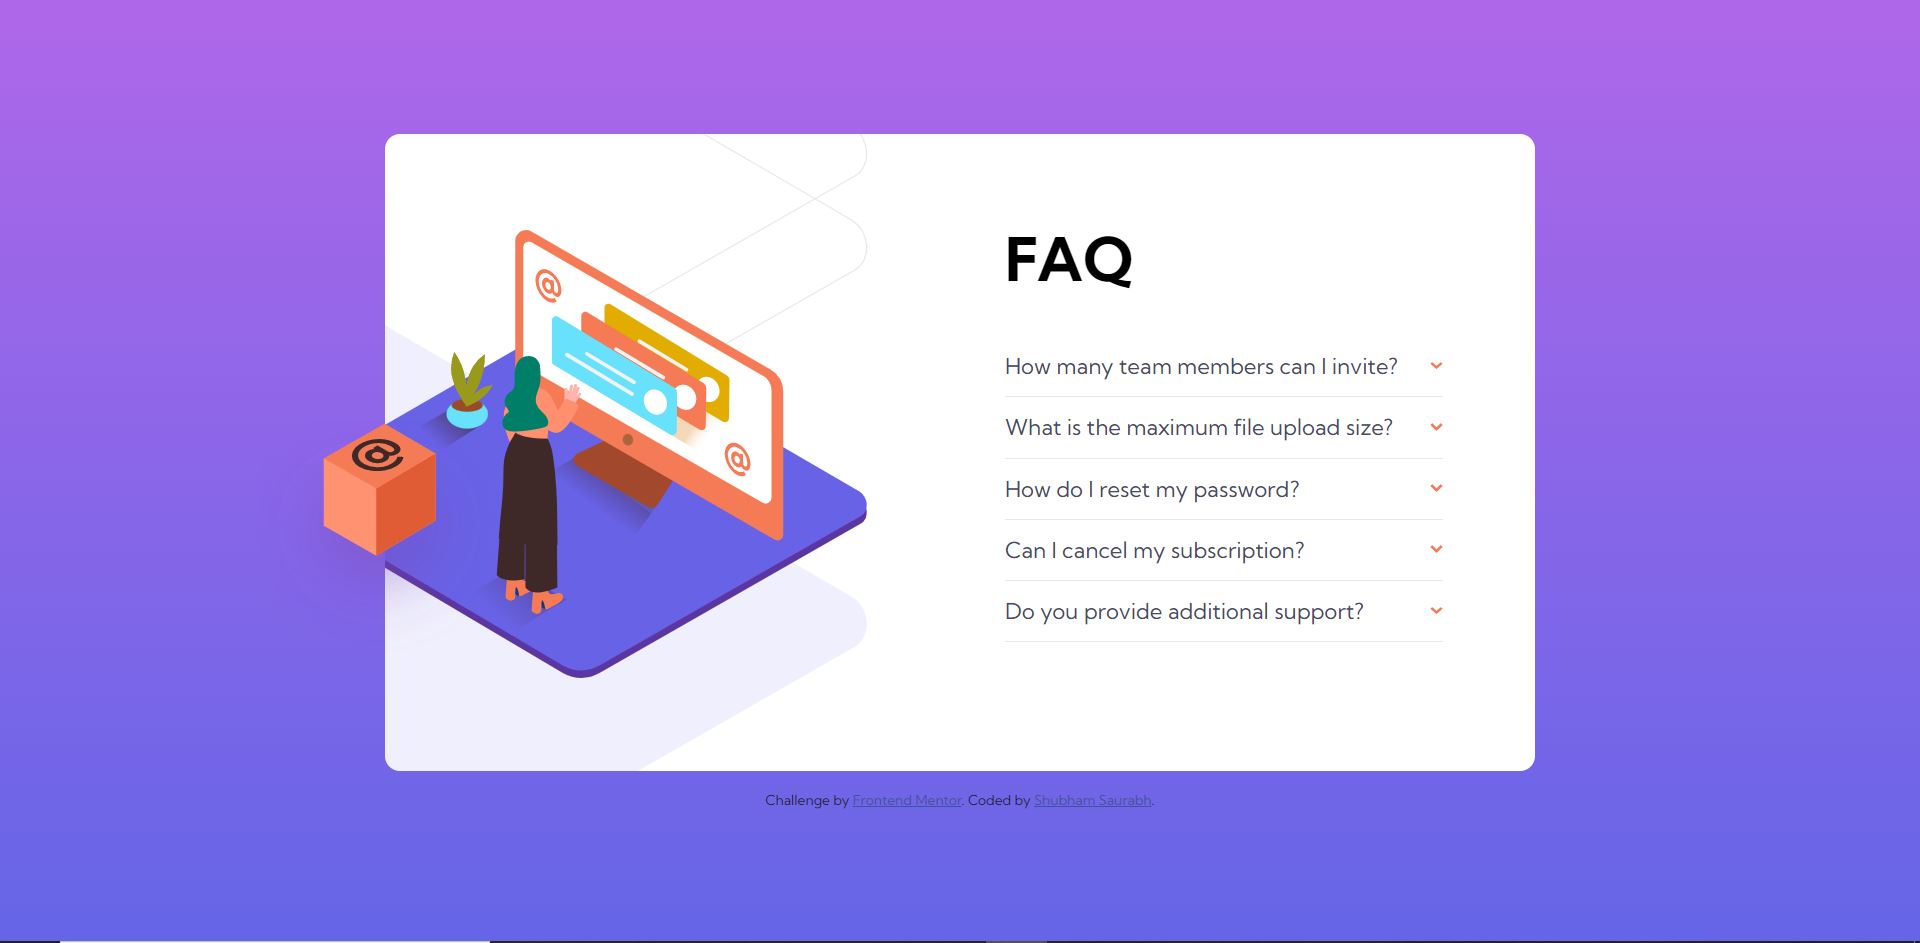 @
FAQ
@
How many team members can I invite?
What is the maximum file upload size?
@
@
How do I reset my password?
Can I cancel my subscription?
Do you provide additional support?
Challenge by Frontend Mentor. Coded by Shubham Saurabh.